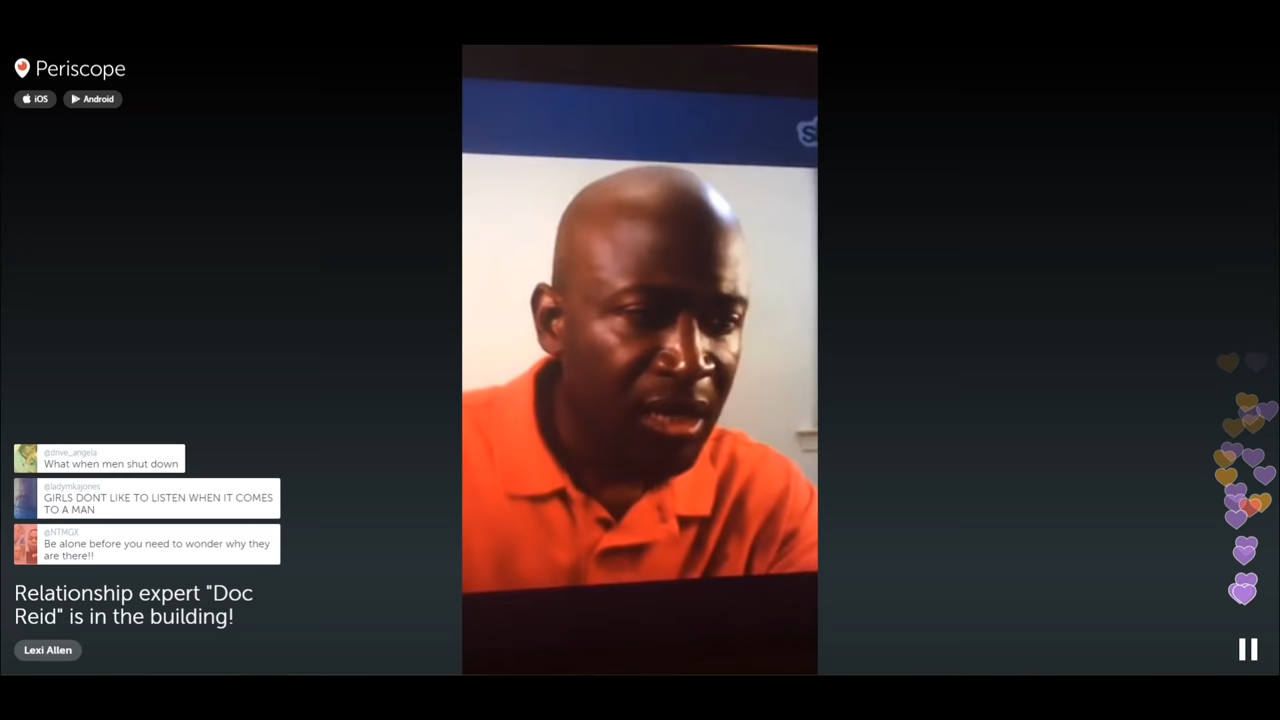 Periscope
iOS
Android
S
@drive_angela
What when men shut down
@ladymkajones
GIRLS DONT LIKE TO LISTEN WHEN IT COMES
TO A MAN
@NTMGX
Be alone before you need to wonder why they
are there!!
Relationship expert "Doc
Reid" is in the building!
Lexi Allen